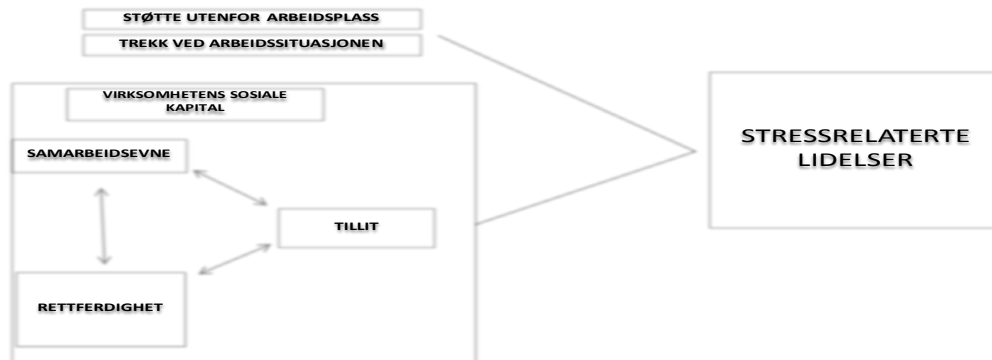 STØTTE UTENFOR ARBEIDSPLASS
TREKK VED ARBEIDSSITUASJONEN
VIRKSOMHETENS SOSIALE
KAPITAL
SAMARBEIDSEVNE
TILLIT
RETTFERDIGHET
STRESSRELATERTE
LIDELSER